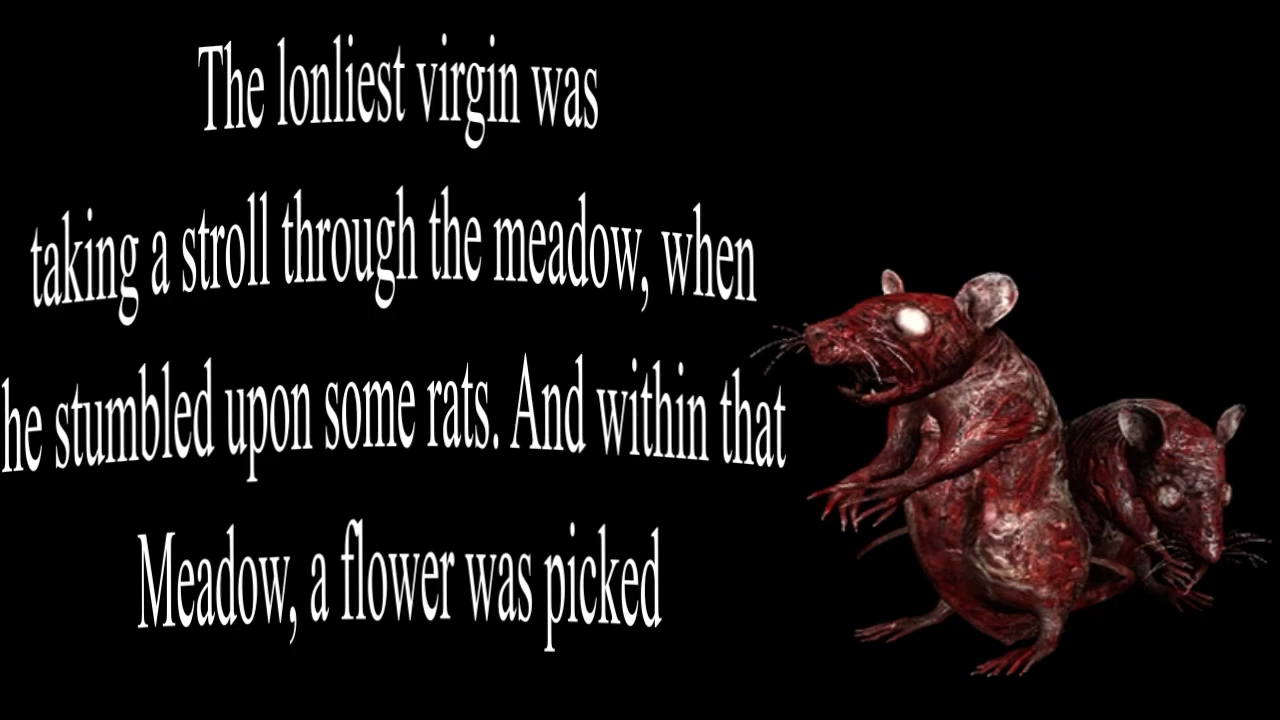 The lonliest virgin was
taking a stroll through the meadow, when
he stumbled upon some rats. And within that
Meadow, a flower was picked